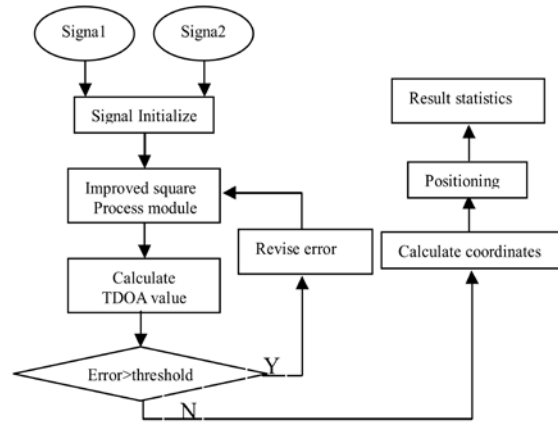 Signa1
Signa2
Signal Initialize
Improved square
Process module
Calculate
TDOA value
Error>threshold
Y
N
Revise error
Result statistics
Positioning
Calculate coordinates